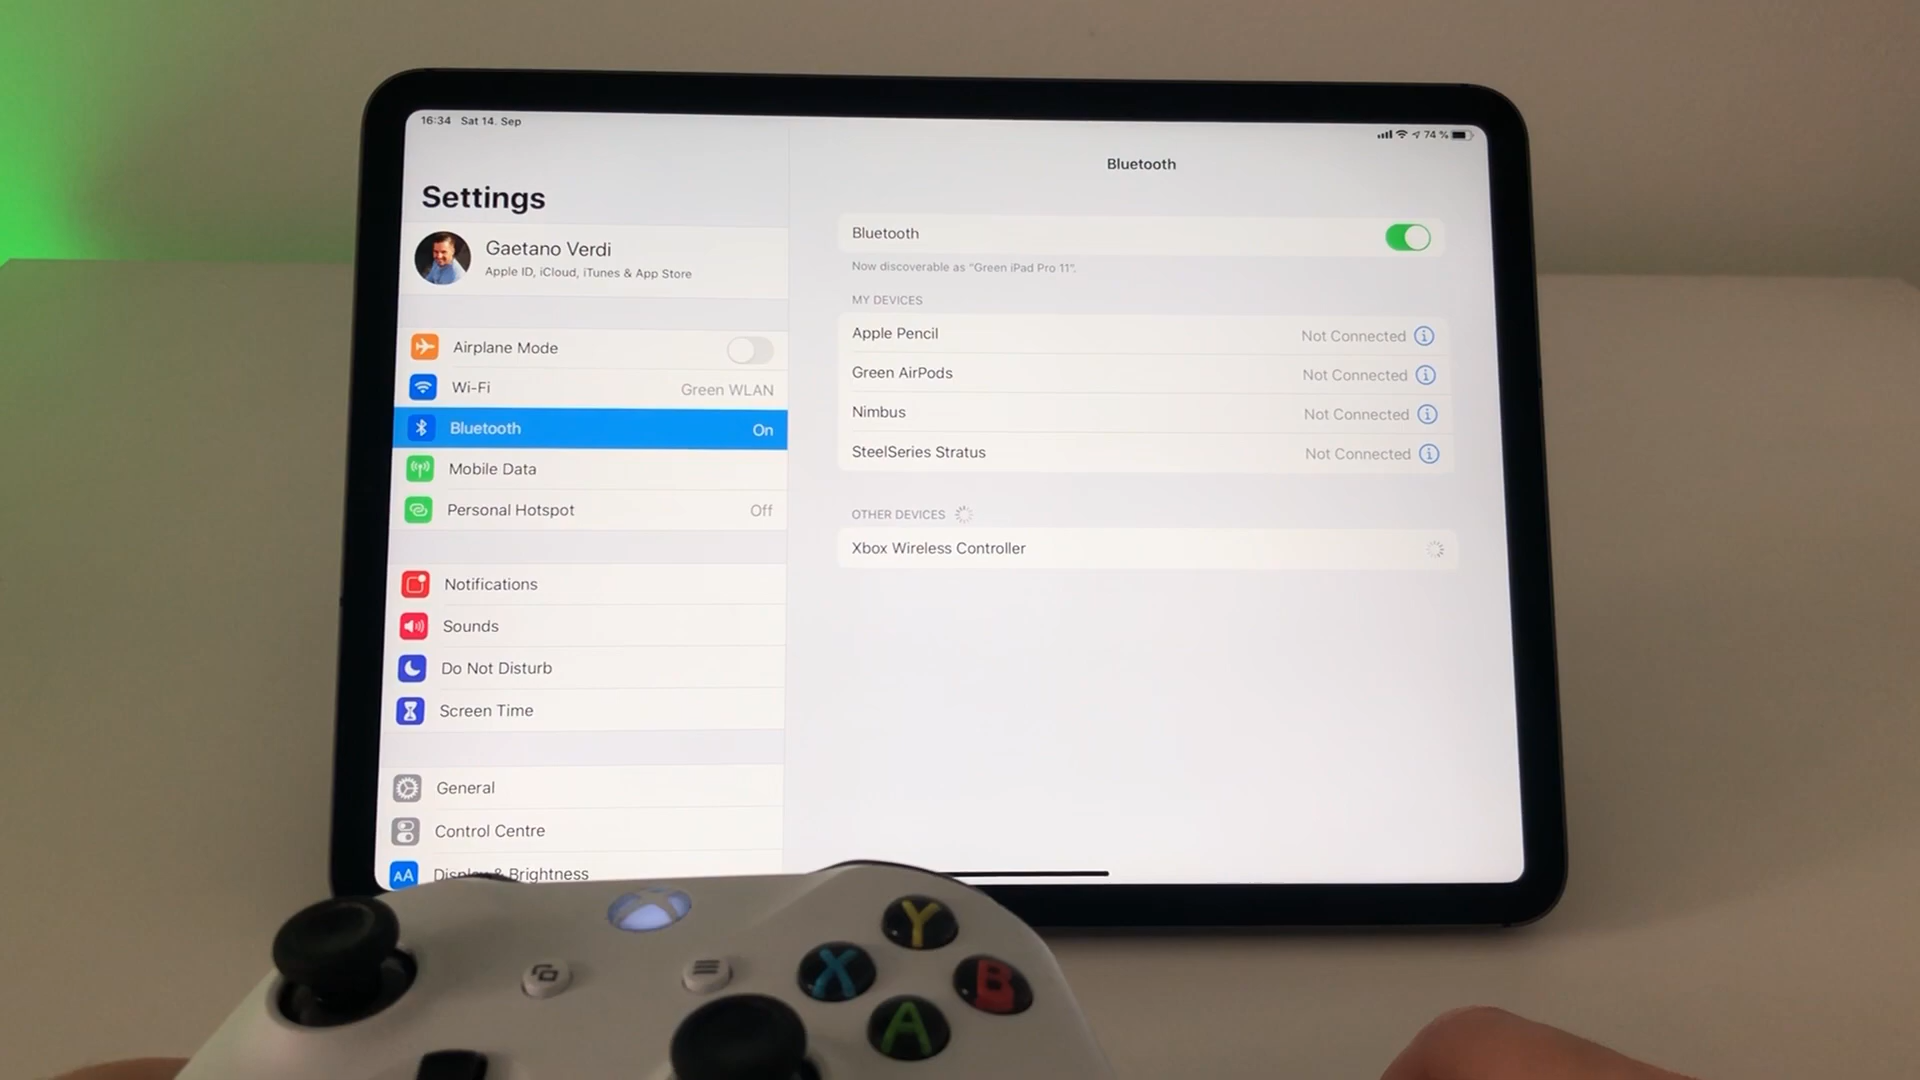 16:34 Sat 14. Sep
74 %
Settings
Bluetooth
Gaetano Verdi
Apple ID, iCloud, iTunes & App Store
Airplane Mode
Wi-Fi Green WLAN
Bluetooth On
Mobile Data
Personal Hotspot Off
Notifications
Sounds
Do Not Disturb
Screen Time
General
Control Centre
AA Display & Brightness
Bluetooth
Now discoverable as "Green iPad Pro 11".
MY DEVICES
Apple Pencil Not Connected
Green AirPods Not Connected
Nimbus Not Connected
SteelSeries Stratus Not Connected
OTHER DEVICES
Xbox Wireless Controller
Y
X
B
A